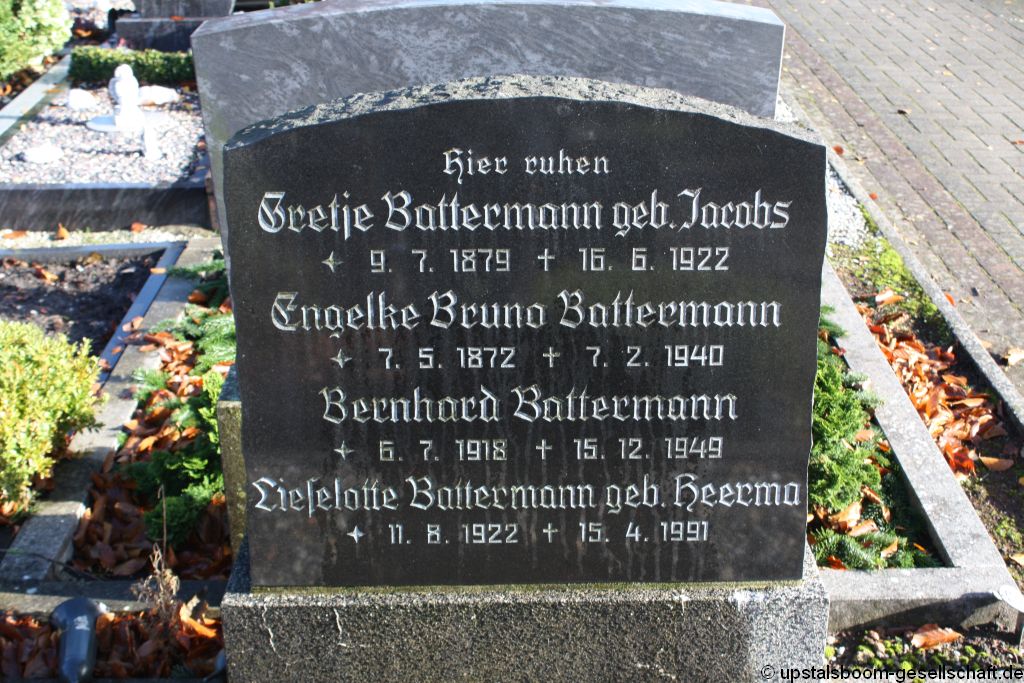 Hier ruhen
Gretje Battermann geb. Jacobs
✦ 9. 7. 1879 ✝ 16. 6. 1922
Engelke Bruno Battermann
✦ 7. 5. 1872 ✝ 7. 2. 1940
Bernhard Battermann
✦ 6. 7. 1918 ✝ 15. 12. 1949
Lieselotte Battermann geb. Heerma
✦ 11. 8. 1922 ✝ 15. 4. 1991
© upstalsboom-gesellschaft.de